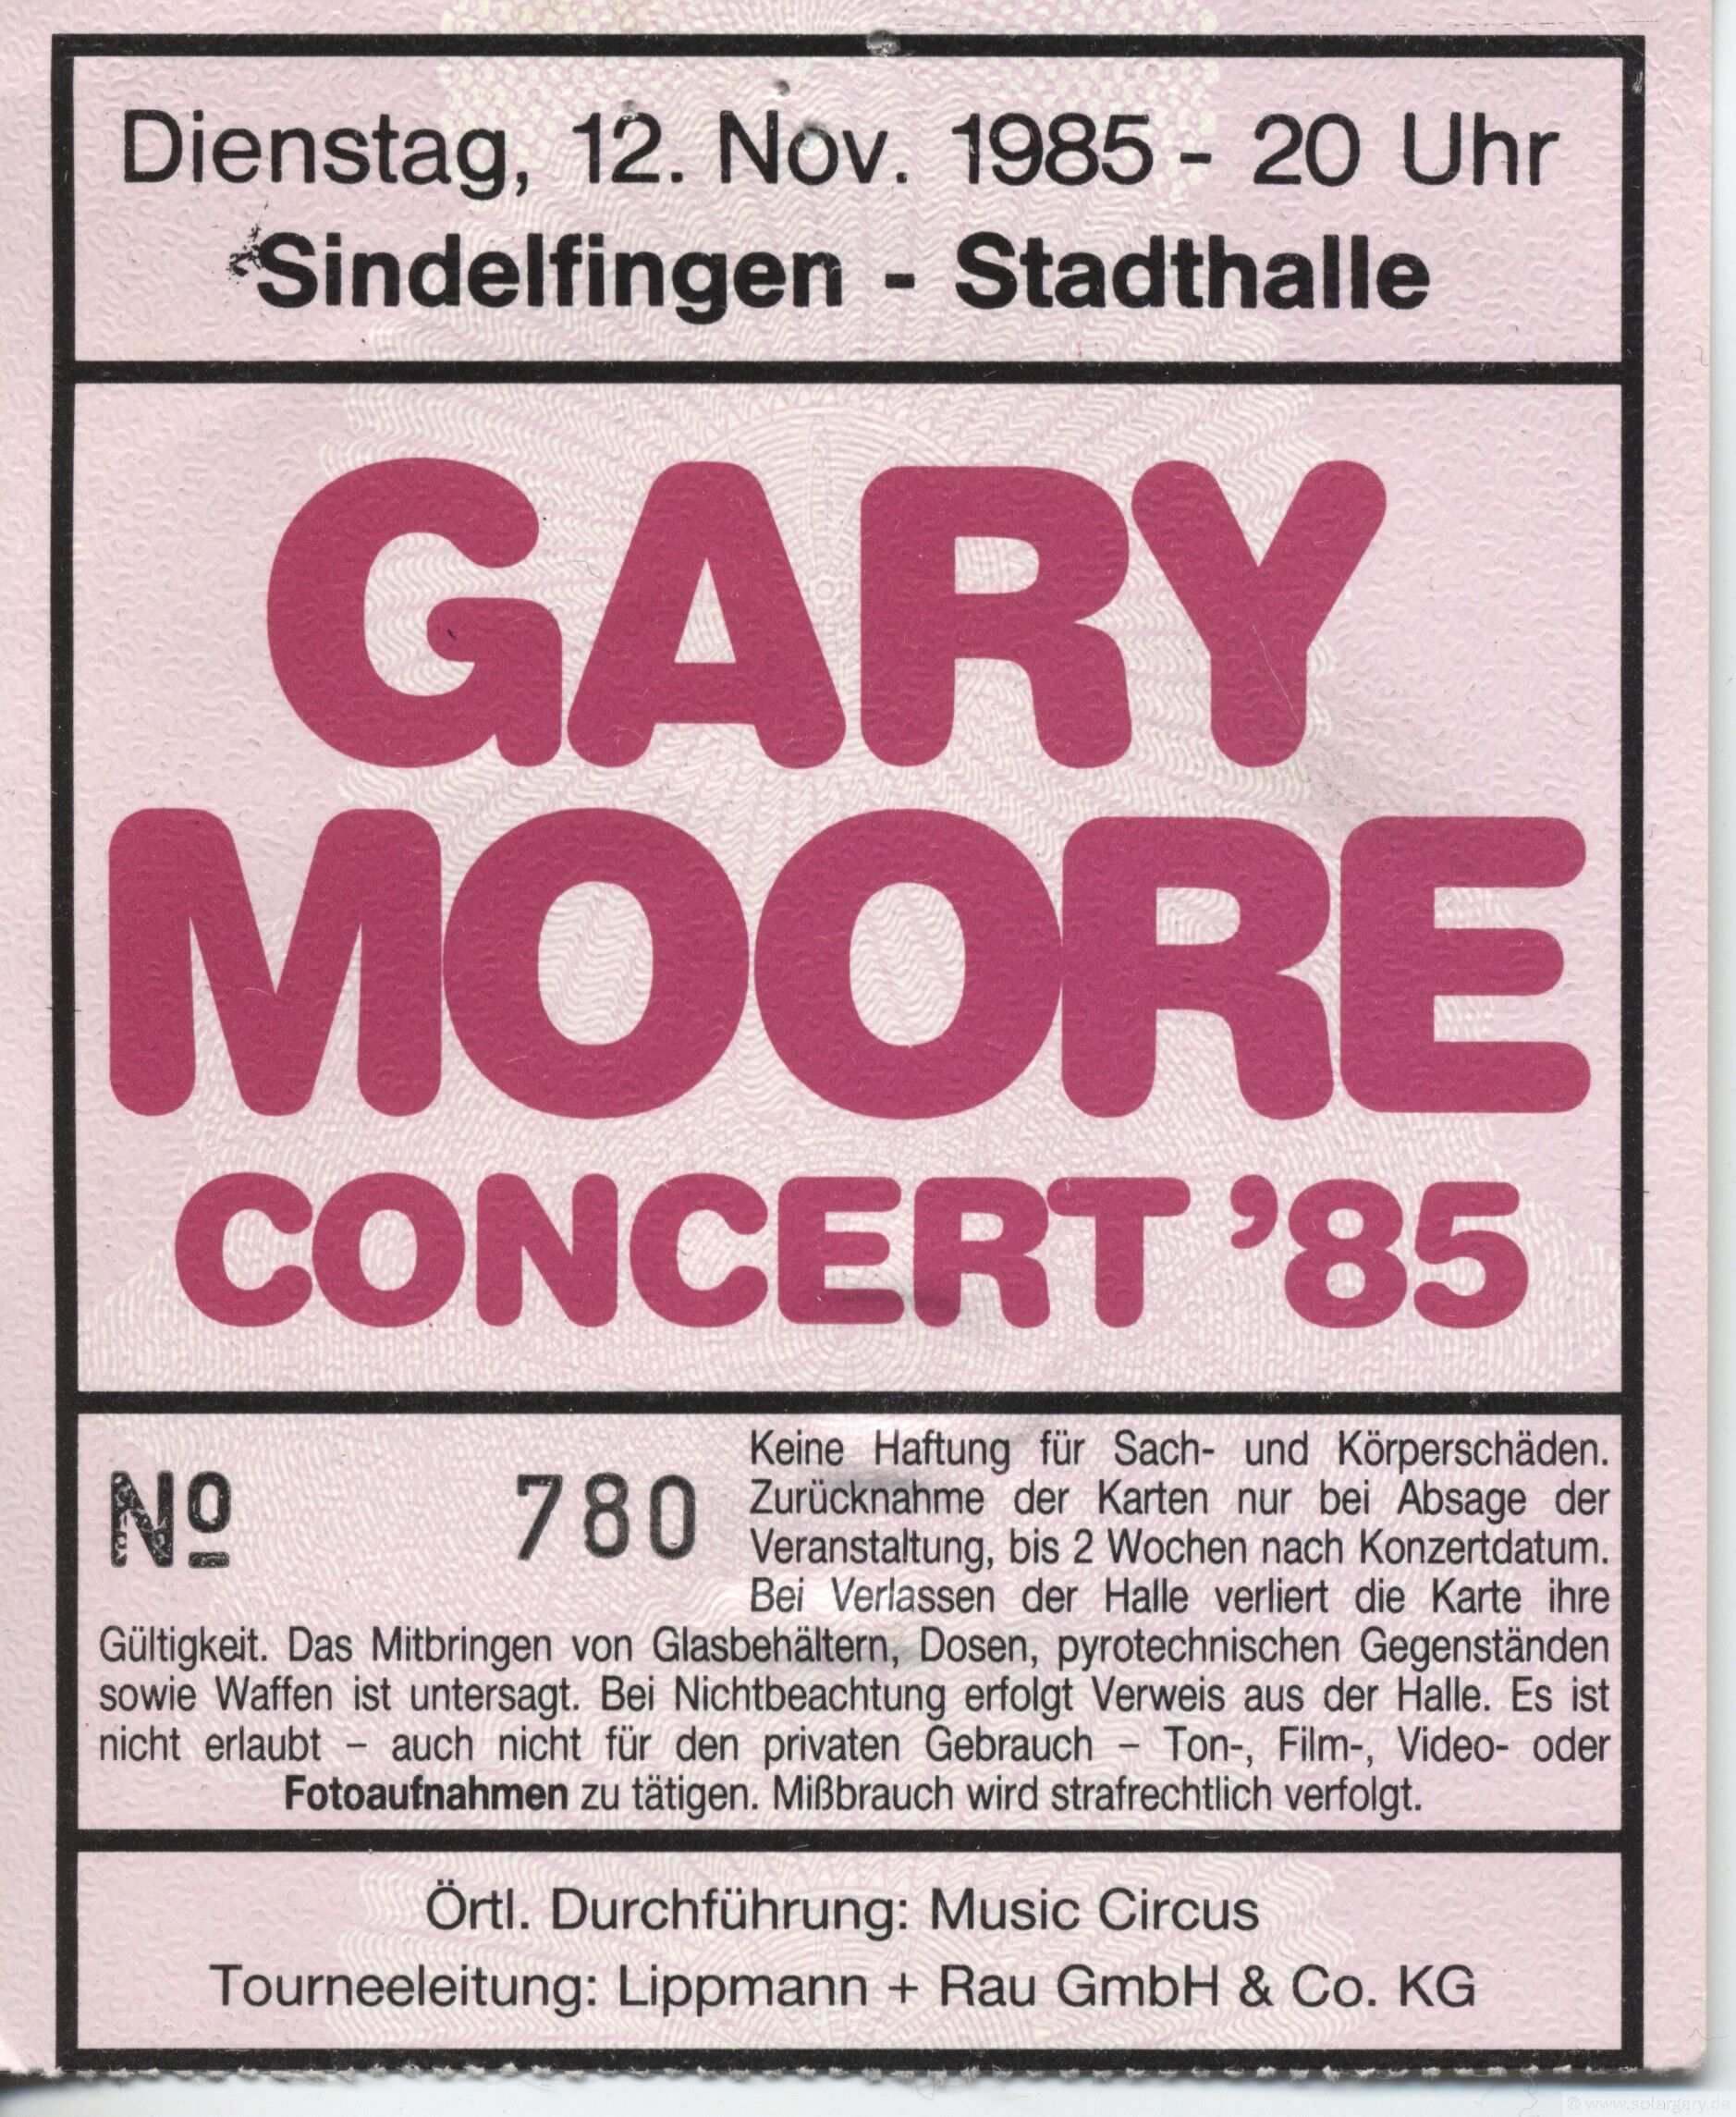 Dienstag, 12. Nov. 1985 - 20 Uhr
Sindelfingen - Stadthalle
GARY
MOORE
CONCERT ’85
Keine Haftung für Sach- und Körperschäden.
Nº 780 Zurücknahme der Karten nur bei Absage der
Veranstaltung, bis 2 Wochen nach Konzertdatum.
Bei Verlassen der Halle verliert die Karte ihre
Gültigkeit. Das Mitbringen von Glasbehältern, Dosen, pyrotechnischen Gegenständen
sowie Waffen ist untersagt. Bei Nichtbeachtung erfolgt Verweis aus der Halle. Es ist
nicht erlaubt – auch nicht für den privaten Gebrauch – Ton-, Film-, Video- oder
Fotoaufnahmen zu tätigen. Mißbrauch wird strafrechtlich verfolgt.
Örtl. Durchführung: Music Circus
Tourneeleitung: Lippmann + Rau GmbH & Co. KG
© www.solargary.de